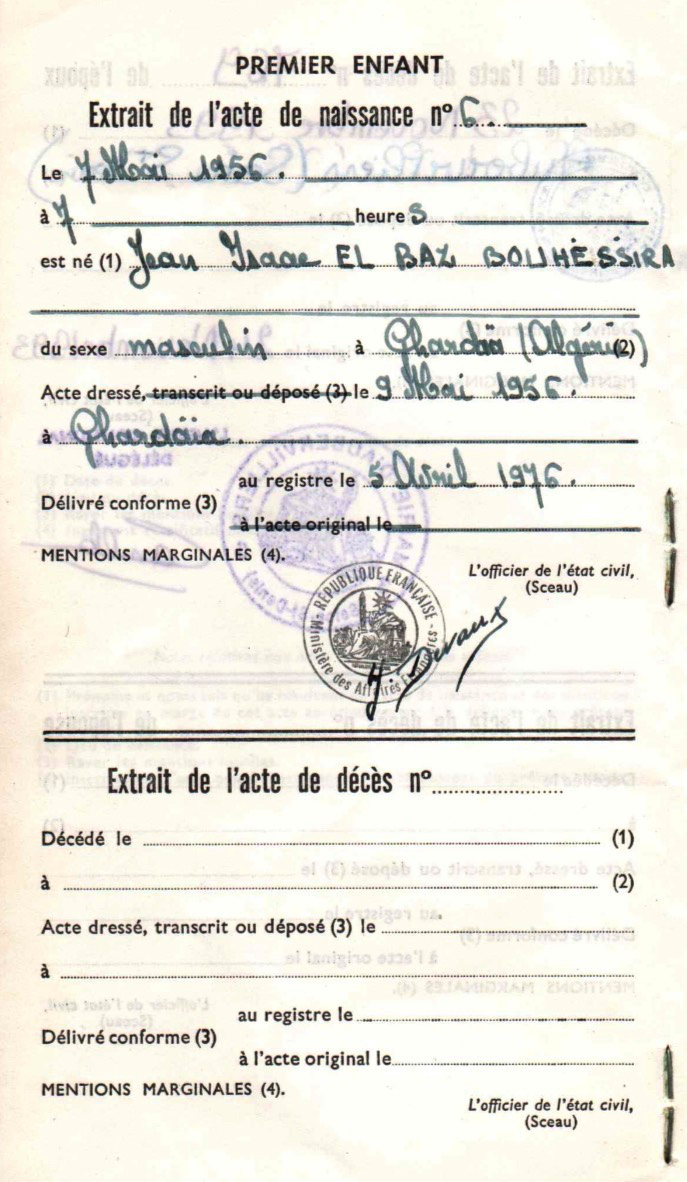 PREMIER ENFANT
Extrait de l'acte de naissance n° 6
Le 7 Mai 1956.
à 7 heures
est né (1) Jean Isaac EL BAZ BOUHESSIRA
du sexe masculin à Ghardaïa (Algérie) (2)
Acte dressé, transcrit ou déposé (3) le 9 Mai 1956.
à Ghardaïa.
au registre le 5 Avril 1976.
Délivré conforme (3)
à l'acte original le
MENTIONS MARGINALES (4).
L'officier de l'état civil,
(Sceau)
RÉPUBLIQUE FRANÇAISE
Ministère des Affaires Étrangères
Extrait de l'acte de décès n°
Décédé le (1)
à (2)
Acte dressé, transcrit ou déposé (3) le
à
au registre le
Délivré conforme (3)
à l'acte original le
MENTIONS MARGINALES (4).
L'officier de l'état civil,
(Sceau)